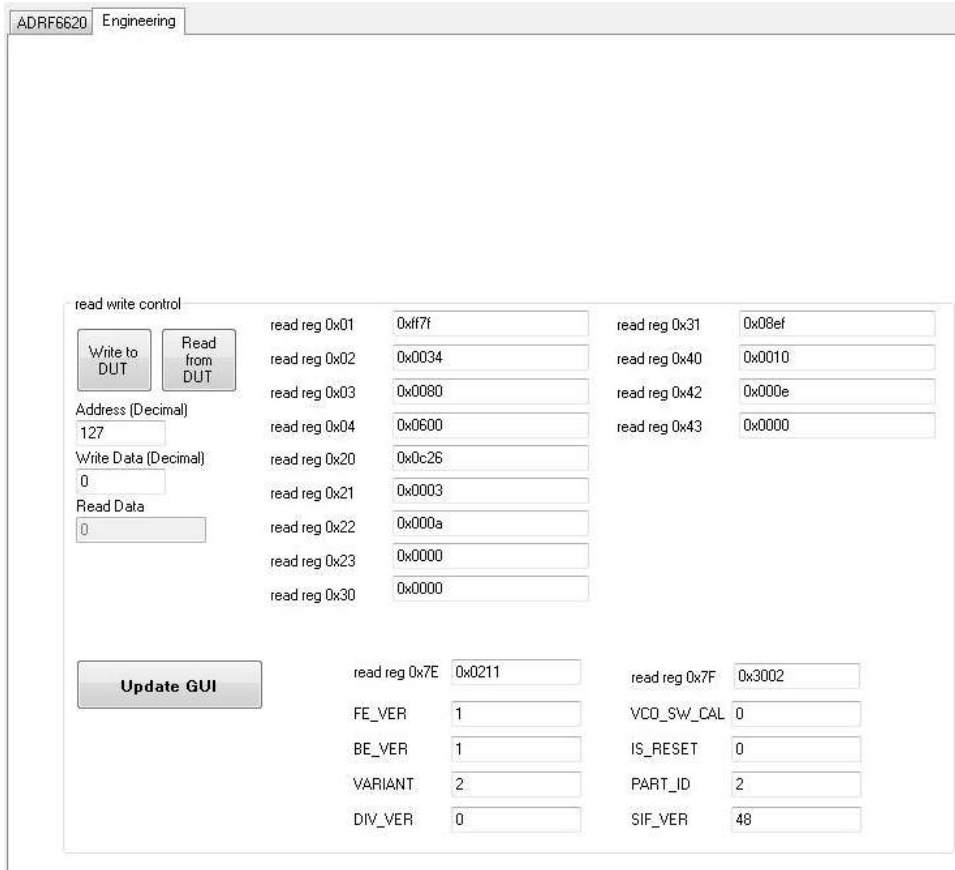 ADRF6620 Engineering
read write control
Write to DUT
Read from DUT
Address (Decimal)
127
Write Data (Decimal)
0
Read Data
0
read reg 0x01 0xff7f
read reg 0x02 0x0034
read reg 0x03 0x0080
read reg 0x04 0x0600
read reg 0x20 0x0c26
read reg 0x21 0x0003
read reg 0x22 0x000a
read reg 0x23 0x0000
read reg 0x30 0x0000
read reg 0x31 0x08ef
read reg 0x40 0x0010
read reg 0x42 0x000e
read reg 0x43 0x0000
Update GUI
read reg 0x7E 0x0211
FE_VER 1
BE_VER 1
VARIANT 2
DIV_VER 0
read reg 0x7F 0x3002
VCO_SW_CAL 0
IS_RESET 0
PART_ID 2
SIF_VER 48